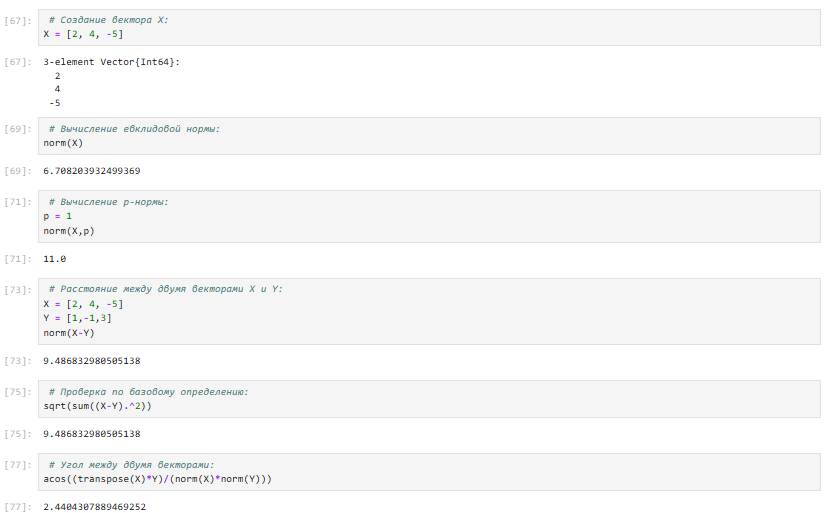 [67]: # Создание вектора X:
X = [2, 4, -5]
[67]: 3-element Vector{Int64}:
2
4
-5
[69]: # Вычисление евклидовой нормы:
norm(X)
[69]: 6.708203932499369
[71]: # Вычисление p-нормы:
p = 1
norm(X,p)
[71]: 11.0
[73]: # Расстояние между двумя векторами X и Y:
X = [2, 4, -5]
Y = [1,-1,3]
norm(X-Y)
[73]: 9.486832980505138
[75]: # Проверка по базовому определению:
sqrt(sum((X-Y).^2))
[75]: 9.486832980505138
[77]: # Угол между двумя векторами:
acos((transpose(X)*Y)/(norm(X)*norm(Y)))
[77]: 2.4404307889469252